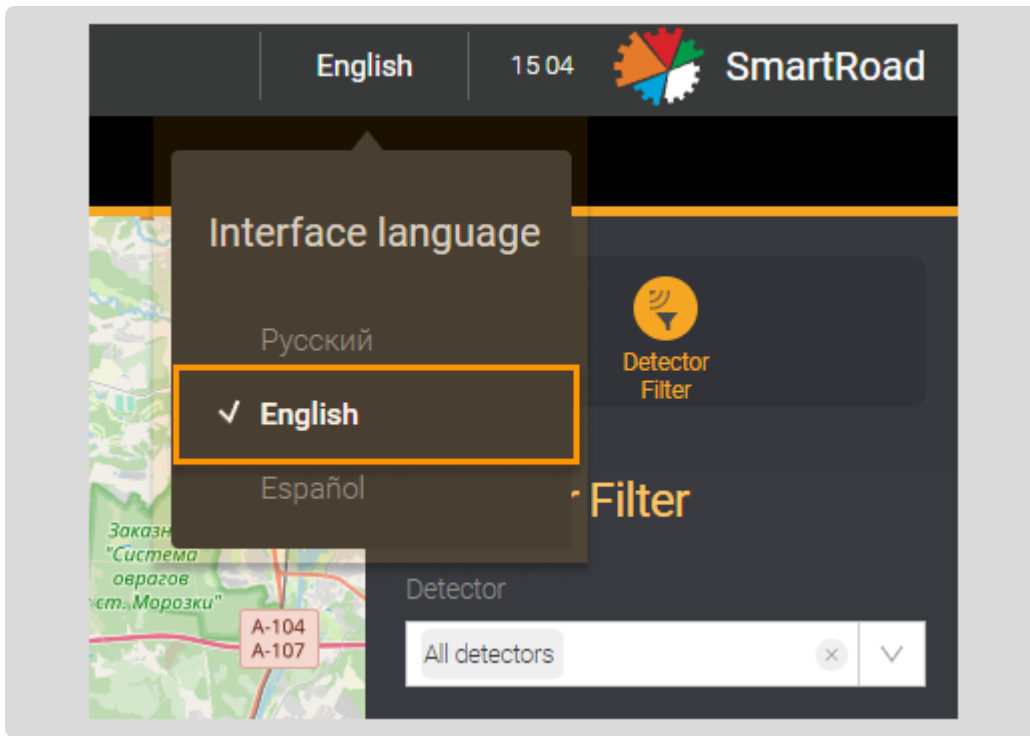 English
15 04
SmartRoad
Interface language
Русский
English
Español
Detector
Filter
r Filter
Detector
All detectors
"Система
оврагов
ст. Морозки"
A-104
A-107